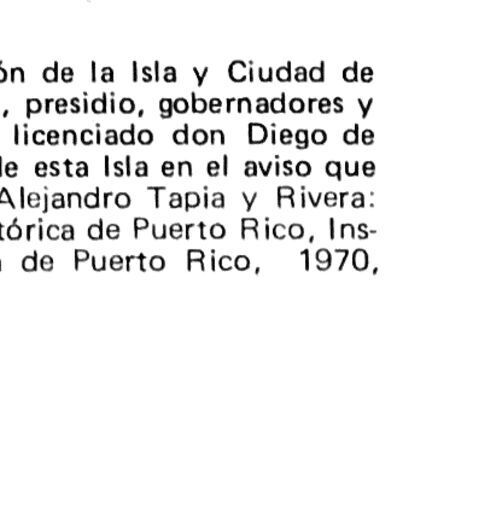 ón de la Isla y Ciudad de
, presidio, gobernadores y
licenciado don Diego de
de esta Isla en el aviso que
Alejandro Tapia y Rivera:
tórica de Puerto Rico, Ins-
de Puerto Rico, 1970,